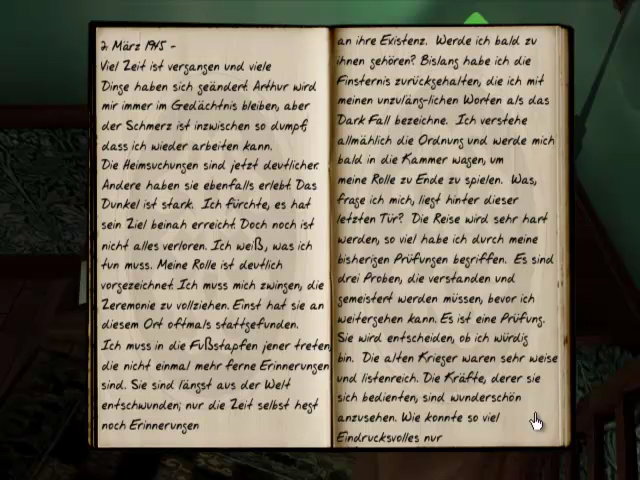 2. März 1945 -
Viel Zeit ist vergangen und viele
Dinge haben sich geändert. Arthur wird
mir immer im Gedächtnis bleiben, aber
der Schmerz ist inzwischen so dumpf,
dass ich wieder arbeiten kann.
Die Heimsuchungen sind jetzt deutlicher.
Andere haben sie ebenfalls erlebt. Das
Dunkel ist stark. Ich fürchte, es hat
sein Ziel beinah erreicht. Doch noch ist
nicht alles verloren. Ich weiß, was ich
tun muss. Meine Rolle ist deutlich
vorgezeichnet. Ich muss mich zwingen, die
Zeremonie zu vollziehen. Einst hat sie an
diesem Ort oftmals stattgefunden.
Ich muss in die Fußstapfen jener treten,
die nicht einmal mehr ferne Erinnerungen
sind. Sie sind längst aus der Welt
entschwunden; nur die Zeit selbst hegt
noch Erinnerungen
an ihre Existenz. Werde ich bald zu
ihnen gehören? Bislang habe ich die
Finsternis zurückgehalten, die ich mit
meinen unzuläng-lichen Worten als das
Dark Fall bezeichne. Ich verstehe
allmählich die Ordnung und werde mich
bald in die Kammer wagen, um
meine Rolle zu Ende zu spielen. Was,
frage ich mich, liegt hinter dieser
letzten Tür? Die Reise wird sehr hart
werden, so viel habe ich durch meine
bisherigen Prüfungen begriffen. Es sind
drei Proben, die verstanden und
gemeistert werden müssen, bevor ich
weitergehen kann. Es ist eine Prüfung.
Sie wird entscheiden, ob ich würdig
bin. Die alten Krieger waren sehr weise
und listenreich. Die Kräfte, derer sie
sich bedienten, sind wunderschön
anzusehen. Wie konnte so viel
Eindrucksvolles nur